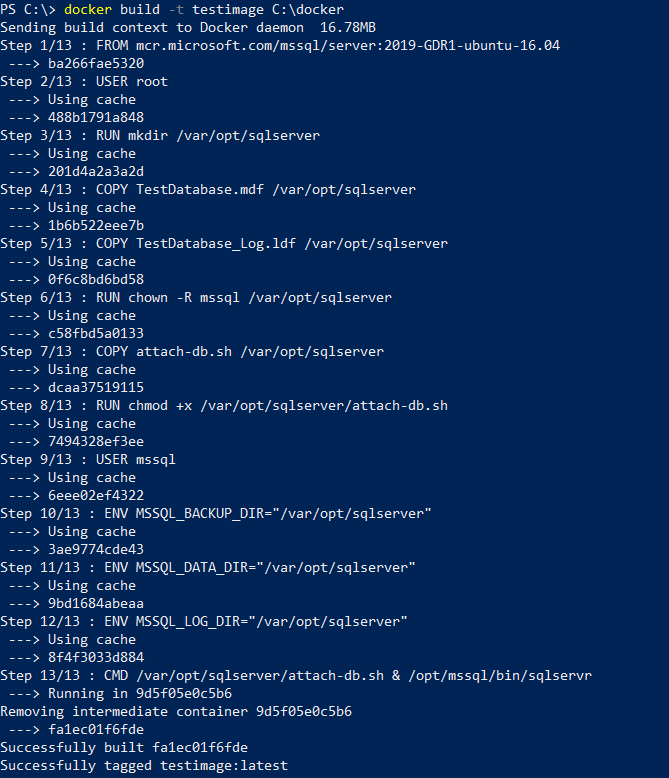 PS C:\> docker build -t testimage C:\docker
Sending build context to Docker daemon  16.78MB
Step 1/13 : FROM mcr.microsoft.com/mssql/server:2019-GDR1-ubuntu-16.04
 ---> ba266fae5320
Step 2/13 : USER root
 ---> Using cache
 ---> 488b1791a848
Step 3/13 : RUN mkdir /var/opt/sqlserver
 ---> Using cache
 ---> 201d4a2a3a2d
Step 4/13 : COPY TestDatabase.mdf /var/opt/sqlserver
 ---> Using cache
 ---> 1b6b522eee7b
Step 5/13 : COPY TestDatabase_Log.ldf /var/opt/sqlserver
 ---> Using cache
 ---> 0f6c8bd6bd58
Step 6/13 : RUN chown -R mssql /var/opt/sqlserver
 ---> Using cache
 ---> c58fbd5a0133
Step 7/13 : COPY attach-db.sh /var/opt/sqlserver
 ---> Using cache
 ---> dcaa37519115
Step 8/13 : RUN chmod +x /var/opt/sqlserver/attach-db.sh
 ---> Using cache
 ---> 7494328ef3ee
Step 9/13 : USER mssql
 ---> Using cache
 ---> 6eee02ef4322
Step 10/13 : ENV MSSQL_BACKUP_DIR="/var/opt/sqlserver"
 ---> Using cache
 ---> 3ae9774cde43
Step 11/13 : ENV MSSQL_DATA_DIR="/var/opt/sqlserver"
 ---> Using cache
 ---> 9bd1684abeaa
Step 12/13 : ENV MSSQL_LOG_DIR="/var/opt/sqlserver"
 ---> Using cache
 ---> 8f4f3033d884
Step 13/13 : CMD /var/opt/sqlserver/attach-db.sh & /opt/mssql/bin/sqlservr
 ---> Running in 9d5f05e0c5b6
Removing intermediate container 9d5f05e0c5b6
 ---> fa1ec01f6fde
Successfully built fa1ec01f6fde
Successfully tagged testimage:latest